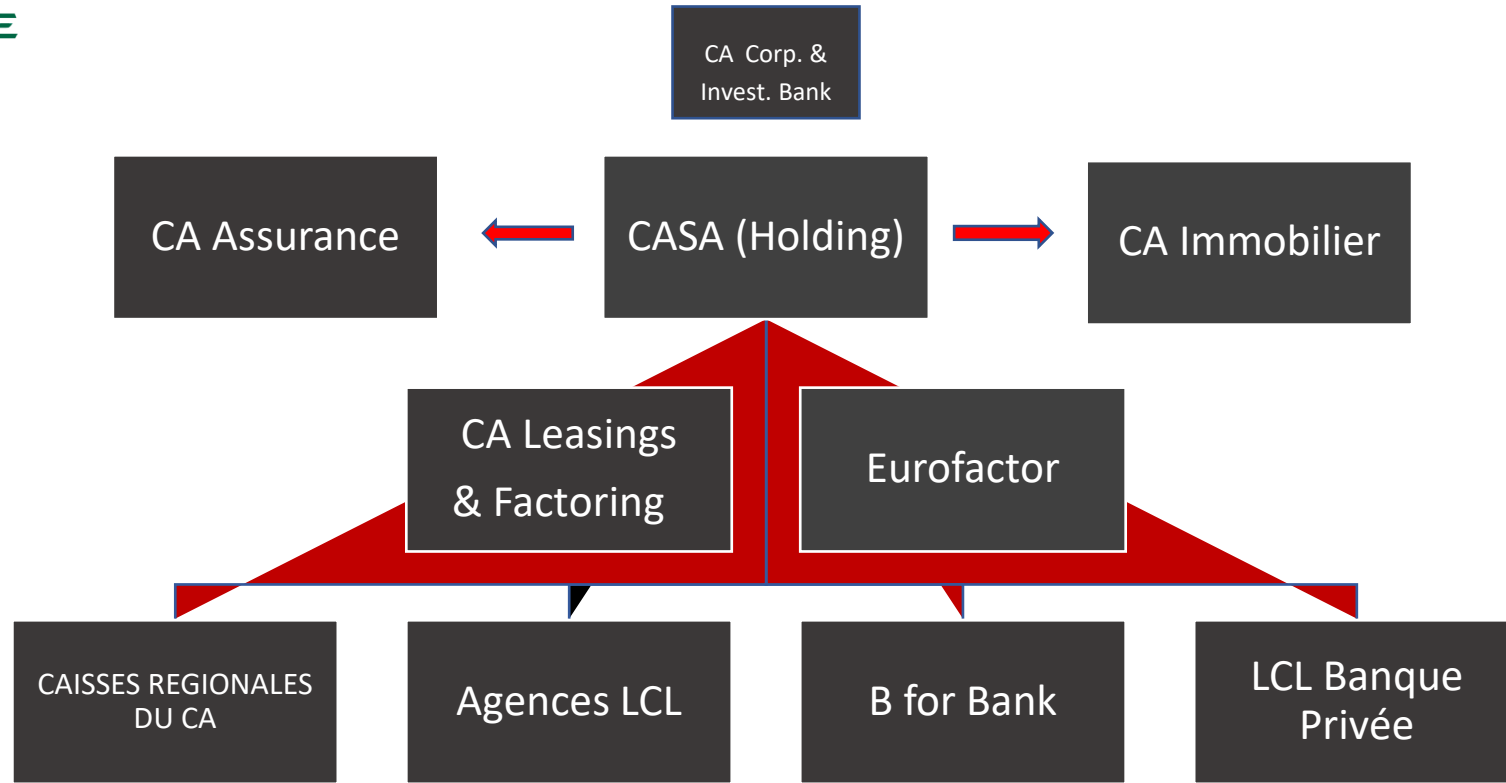 CA Corp. &
Invest. Bank
CA Assurance
CASA (Holding)
CA Immobilier
CA Leasings
& Factoring
Eurofactor
CAISSES REGIONALES
DU CA
Agences LCL
B for Bank
LCL Banque
Privée